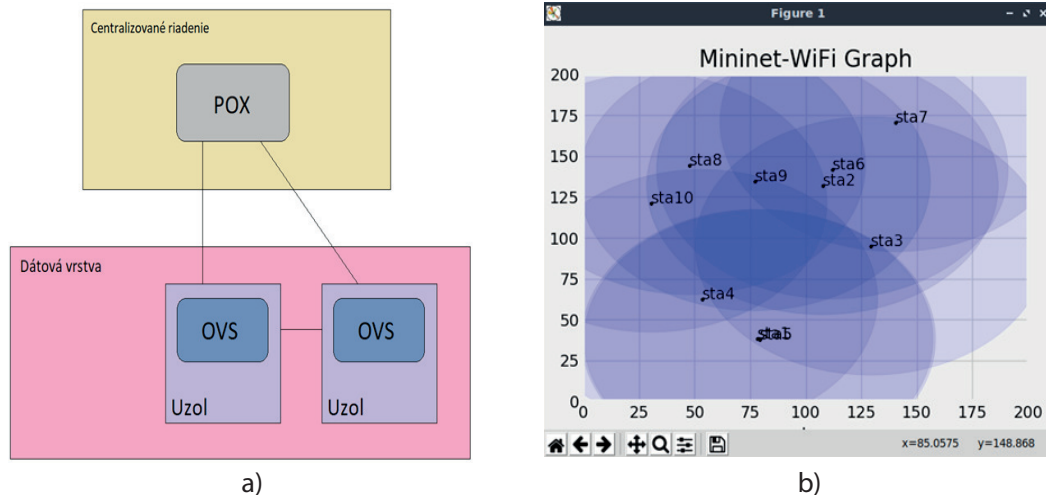 Centralizované riadenie
POX
Dátová vrstva
OVS
OVS
Uzol
Uzol
a)
Figure 1
Mininet-WiFi Graph
200
175
150
125
100
75
50
25
0
sta7
sta8
sta6
sta9
sta2
sta10
sta3
sta4
0 25 50 75 100 125 150 175 200
x=85.0575 y=148.868
b)